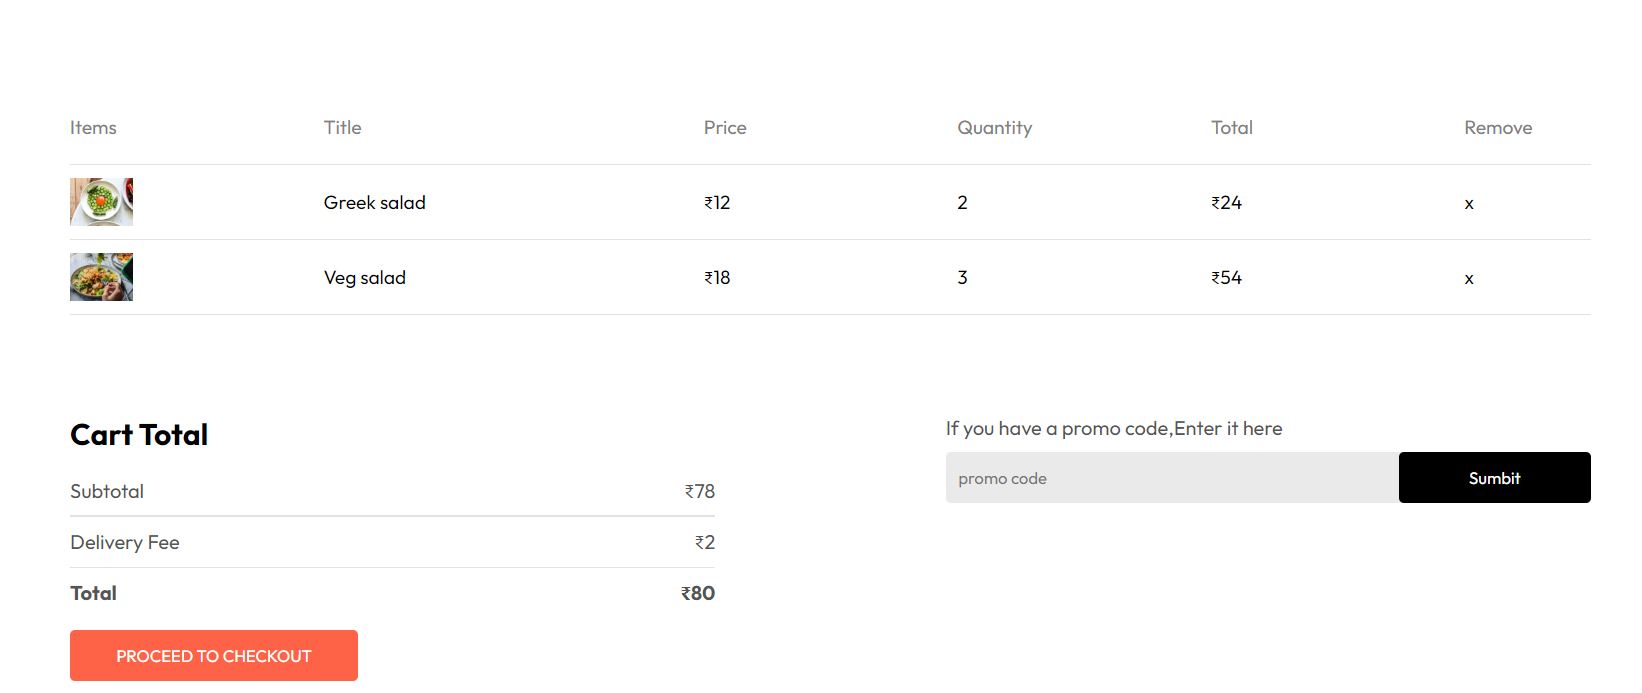 Items Title Price Quantity Total Remove
Greek salad ₹12 2 ₹24 x
Veg salad ₹18 3 ₹54 x
Cart Total
Subtotal ₹78
Delivery Fee ₹2
Total ₹80
PROCEED TO CHECKOUT
If you have a promo code,Enter it here
promo code Sumbit